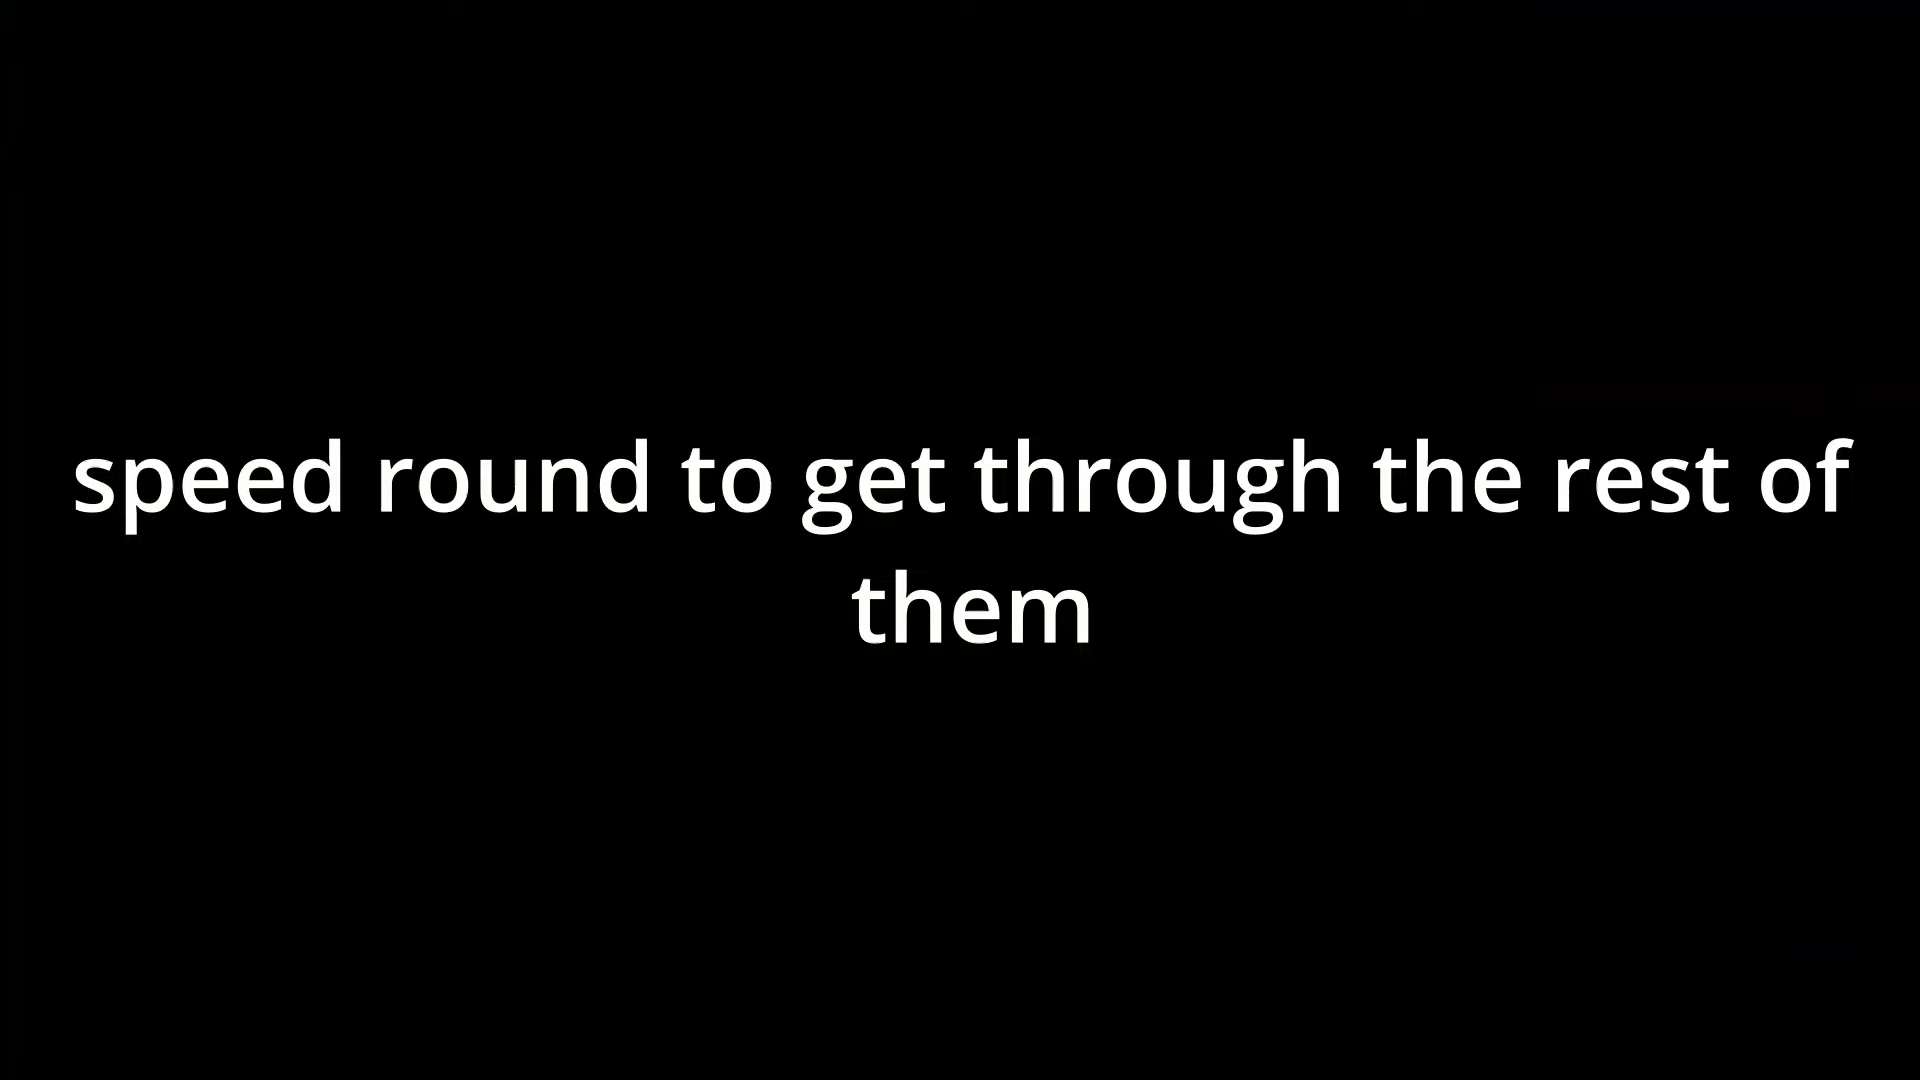 speed round to get through the rest of
them